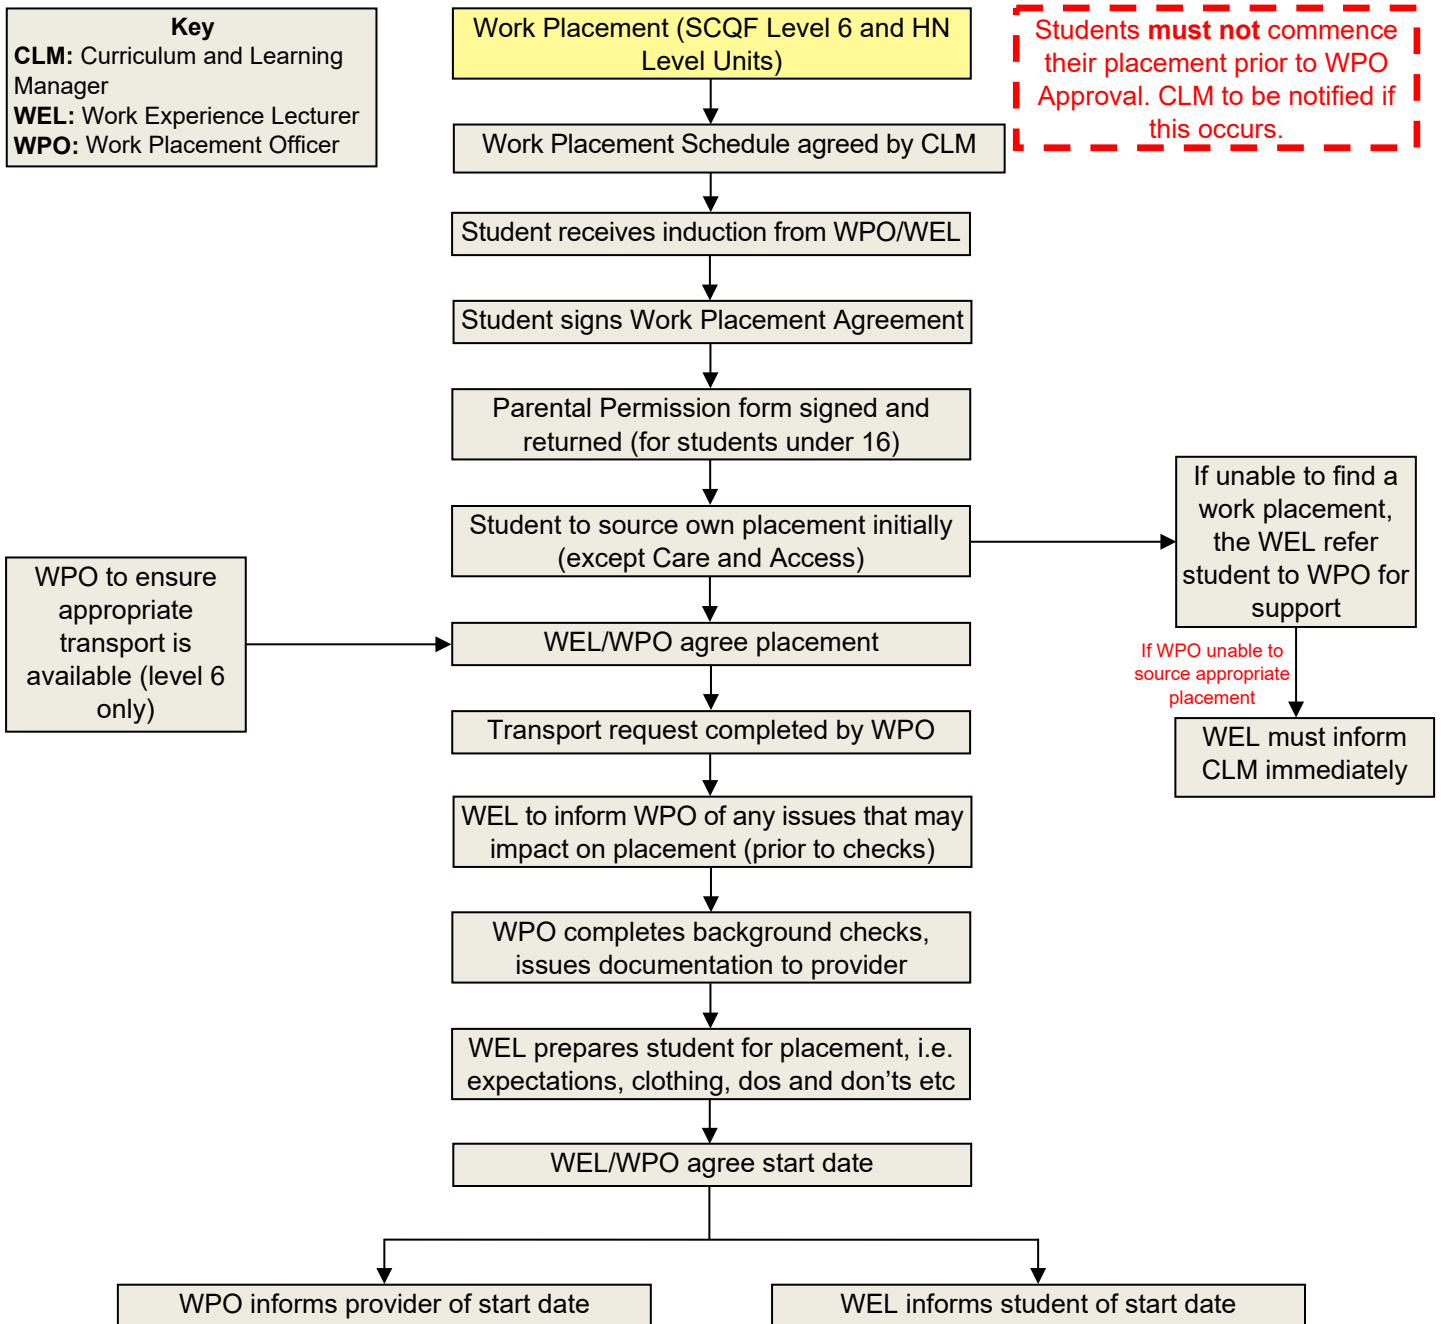 Key
CLM: Curriculum and Learning
Manager
WEL: Work Experience Lecturer
WPO: Work Placement Officer
Work Placement (SCQF Level 6 and HN
Level Units)
Students must not commence
their placement prior to WPO
Approval. CLM to be notified if
this occurs.
Work Placement Schedule agreed by CLM
Student receives induction from WPO/WEL
Student signs Work Placement Agreement
Parental Permission form signed and
returned (for students under 16)
Student to source own placement initially
(except Care and Access)
If unable to find a
work placement,
the WEL refer
student to WPO for
support
WPO to ensure
appropriate
transport is
available (level 6
only)
WEL/WPO agree placement
If WPO unable to
source appropriate
placement
WEL must inform
CLM immediately
Transport request completed by WPO
WEL to inform WPO of any issues that may
impact on placement (prior to checks)
WPO completes background checks,
issues documentation to provider
WEL prepares student for placement, i.e.
expectations, clothing, dos and don'ts etc
WEL/WPO agree start date
WPO informs provider of start date
WEL informs student of start date